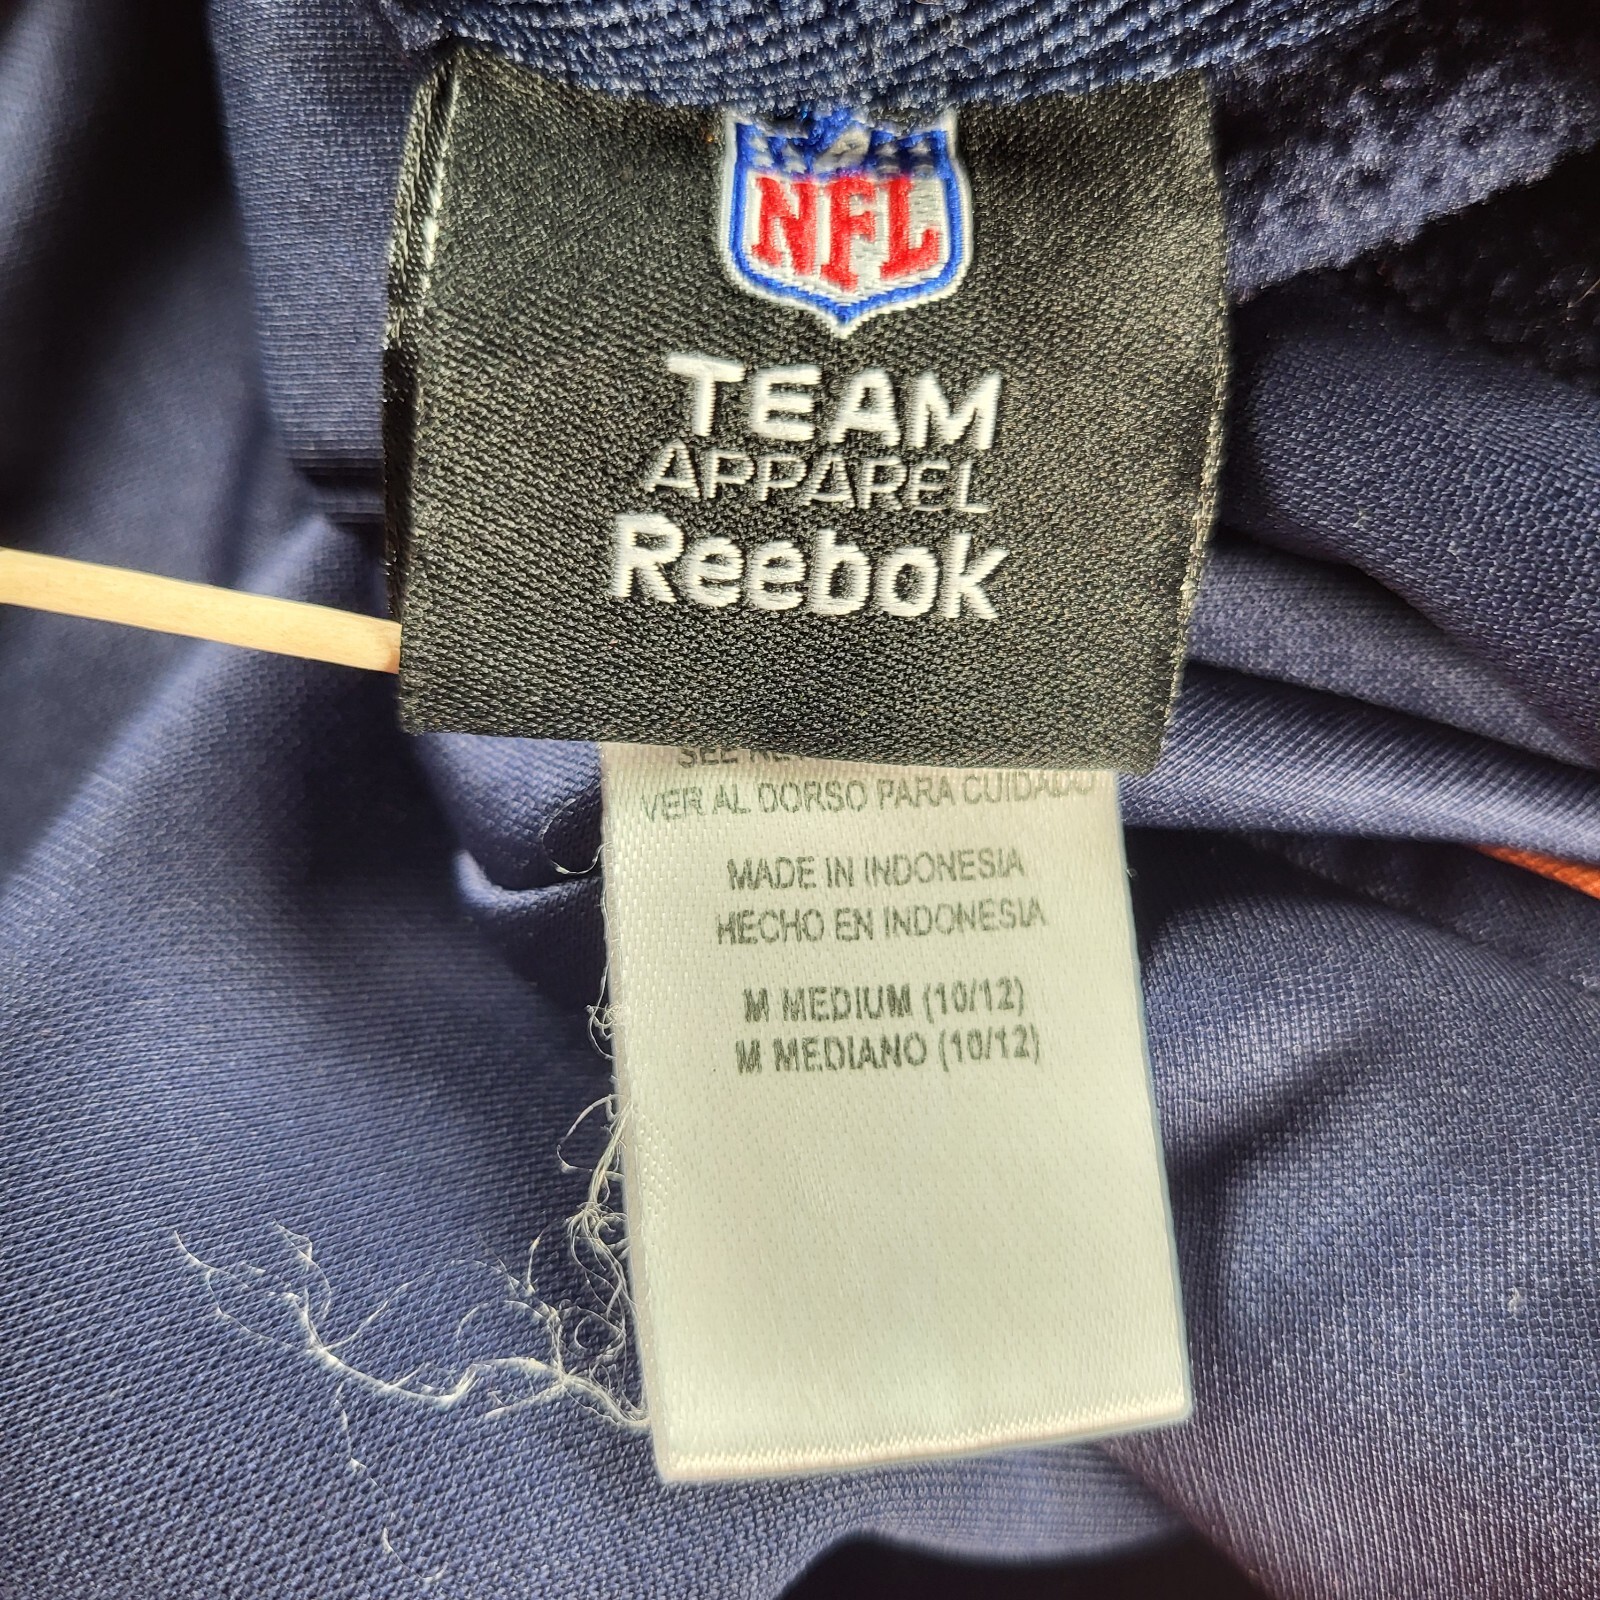 NFL
TEAM
APPAREL
Reebok
SEE
VER AL DORSO PARA CUIDADO
MADE IN INDONESIA
HECHO EN INDONESIA
M MEDIUM (10/12)
M MEDIANO (10/12)